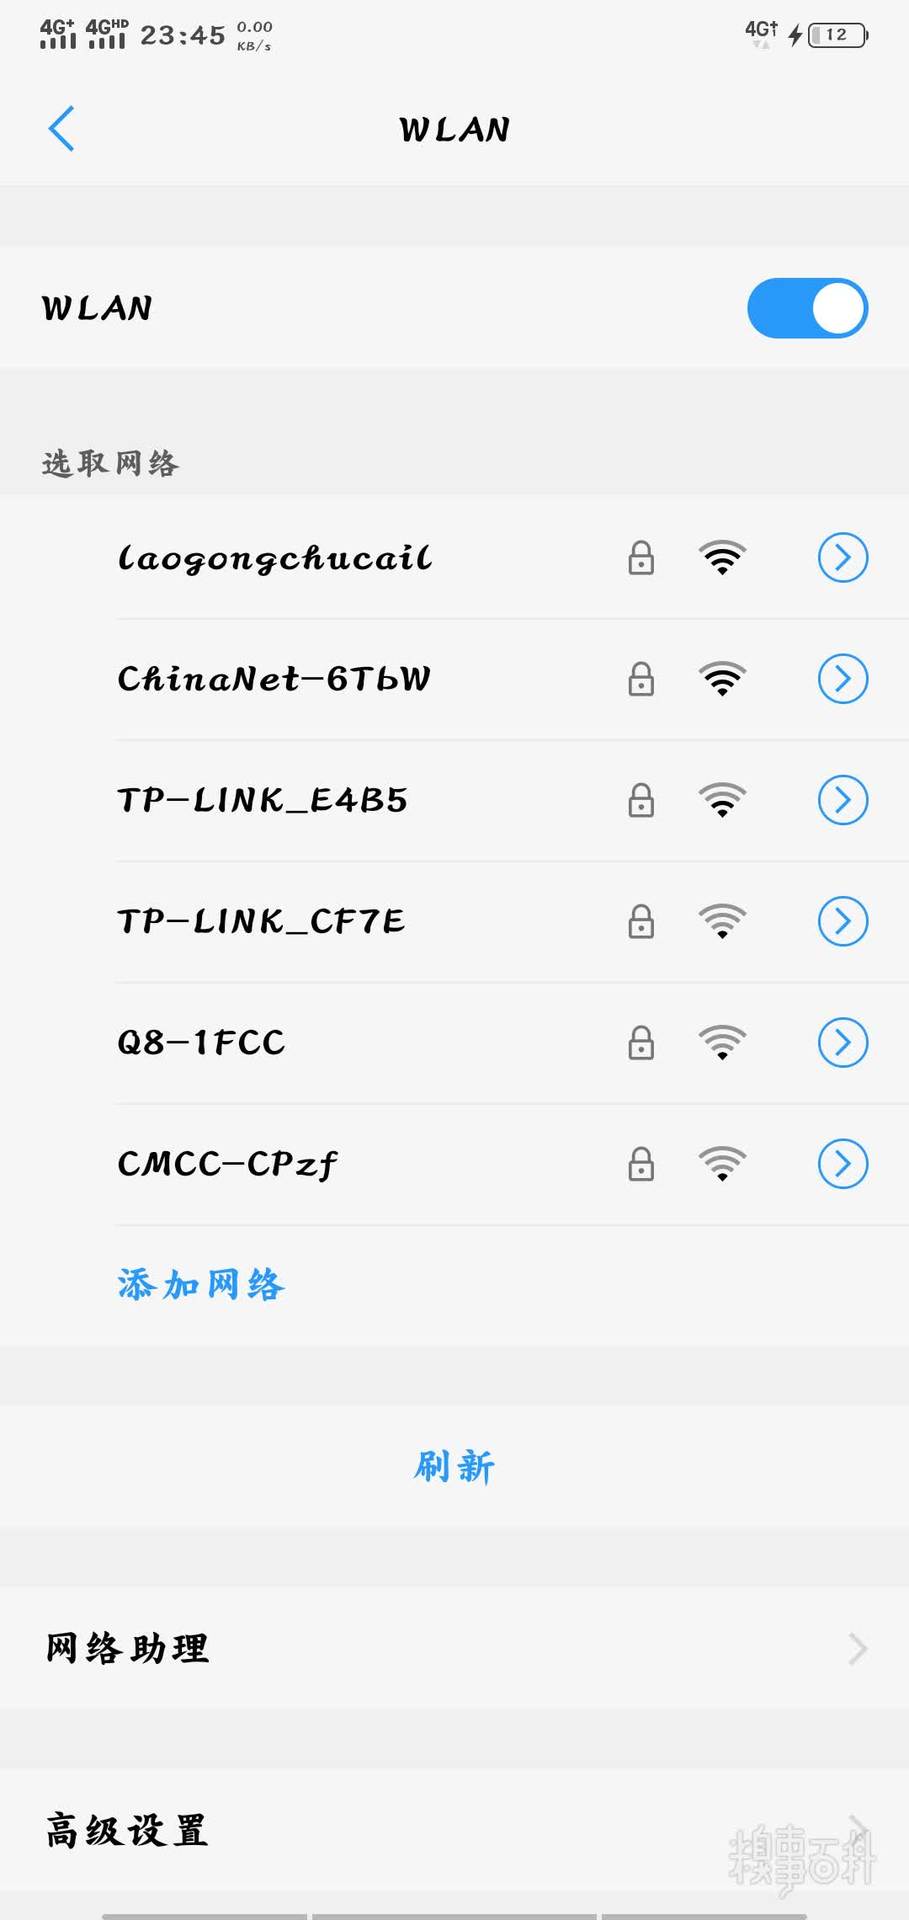 4G+ 4GHD 23:45 0.00 KB/s 4G† 12
WLAN
WLAN
选取网络
laogongchucail
ChinaNet-6TbW
TP-LINK_E4B5
TP-LINK_CF7E
Q8-1FCC
CMCC-CPzf
添加网络
刷新
网络助理
高级设置
糗事百科